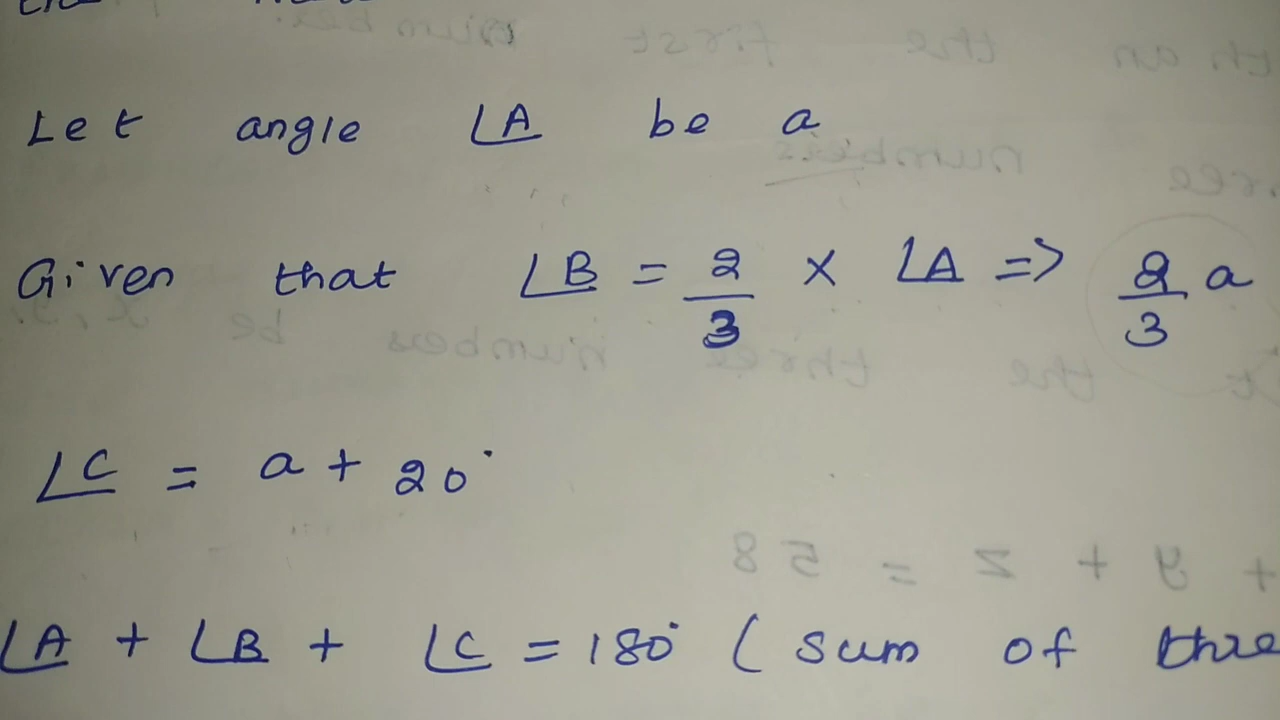 Let angle ∠A be a
Given that ∠B = 2/3 × ∠A => 2/3 a
∠C = a + 20°
∠A + ∠B + ∠C = 180° ( sum of thre